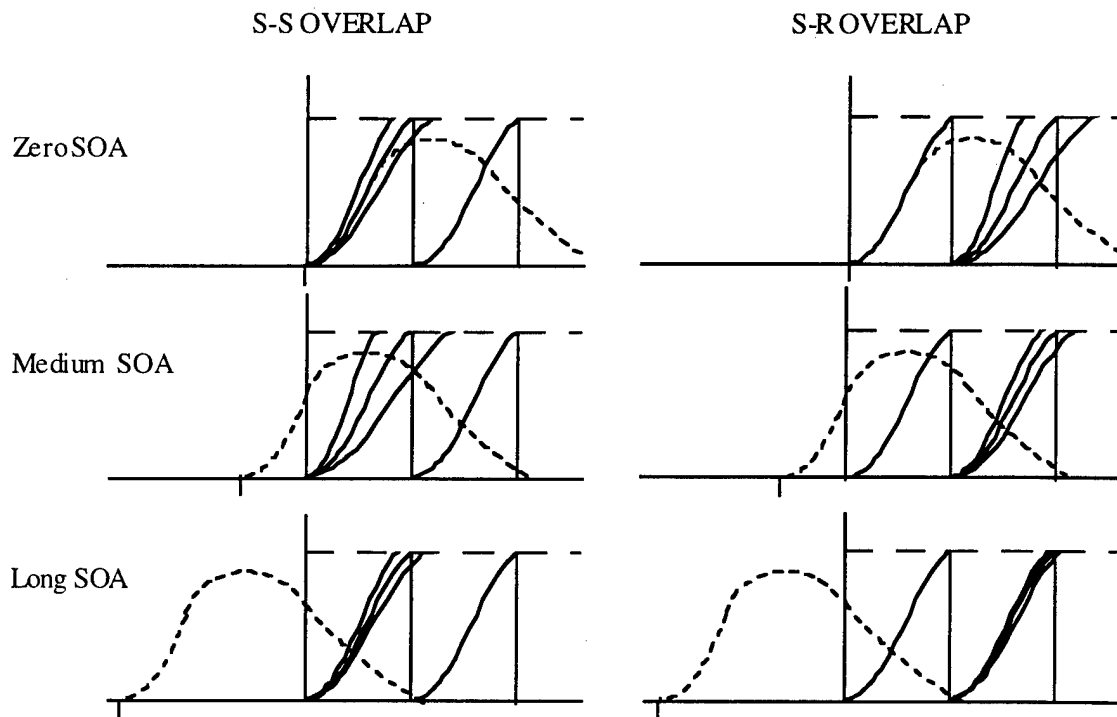 S-S OVERLAP
S-R OVERLAP
Zero SOA
Medium SOA
Long SOA